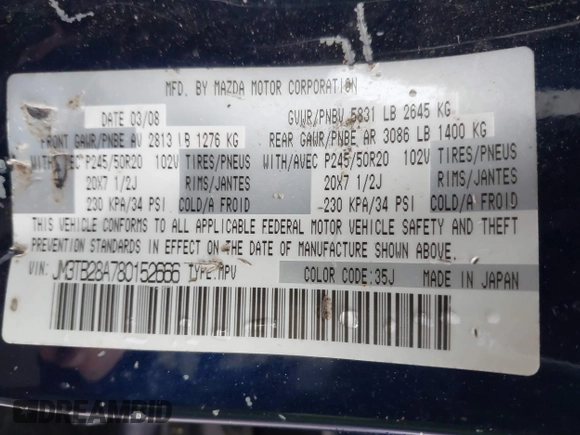 MFD. BY MAZDA MOTOR CORPORATION
DATE 03/08 GVWR/PNBV 5831 LB 2645 KG
FRONT GAWR/PNBE AV 2813 LB 1276 KG REAR GAWR/PNBE AR 3086 LB 1400 KG
WITH/AVEC P245/50R20 102V TIRES/PNEUS WITH/AVEC P245/50R20 102V TIRES/PNEUS
20X7 1/2J RIMS/JANTES 20X7 1/2J RIMS/JANTES
230 KPA/34 PSI COLD/A FROID 230 KPA/34 PSI COLD/A FROID
THIS VEHICLE CONFORMS TO ALL APPLICABLE FEDERAL MOTOR VEHICLE SAFETY AND THEFT
PREVENTION STANDARDS IN EFFECT ON THE DATE OF MANUFACTURE SHOWN ABOVE.
VIN: JM3TB28A780152666 TYPE:MPV COLOR CODE:35J MADE IN JAPAN
DREAMBID